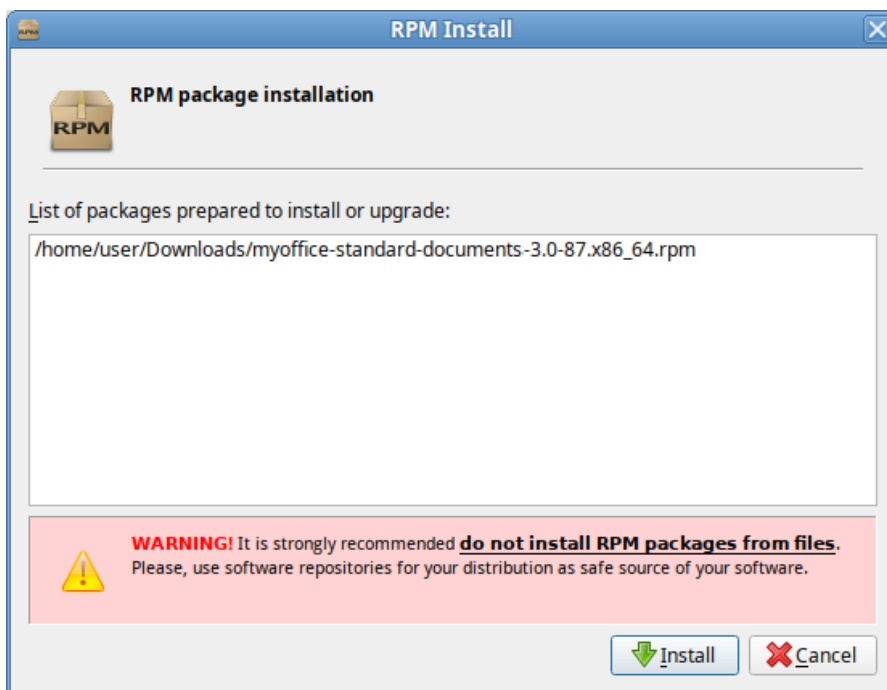 RPM Install
RPM package installation
RPM
List of packages prepared to install or upgrade:
/home/user/Downloads/myoffice-standard-documents-3.0-87.x86_64.rpm
WARNING! It is strongly recommended do not install RPM packages from files.
Please, use software repositories for your distribution as safe source of your software.
Install
Cancel